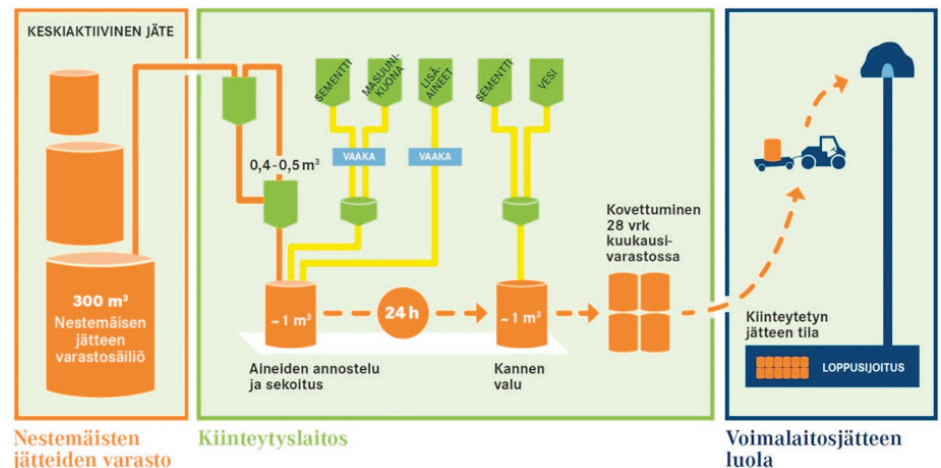 KESKIAKTIIVINEN JÄTE
300 m³
Nestemäisen
jätteen
varastosäiliö
Nestemäisten
jätteiden varasto
SEMENTTI
MASUUNI-
KUONA
LISÄ-
AINEET
SEMENTTI
VESI
VAAKA
VAAKA
0,4-0,5 m³
~ 1 m³
24 h
~ 1 m³
Aineiden annostelu
ja sekoitus
Kannen
valu
Kovettuminen
28 vrk
kuukausi-
varastossa
Kiinteytyslaitos
Kiinteytetyn
jätteen tila
LOPPUSIJOITUS
Voimalaitosjätteen
luola